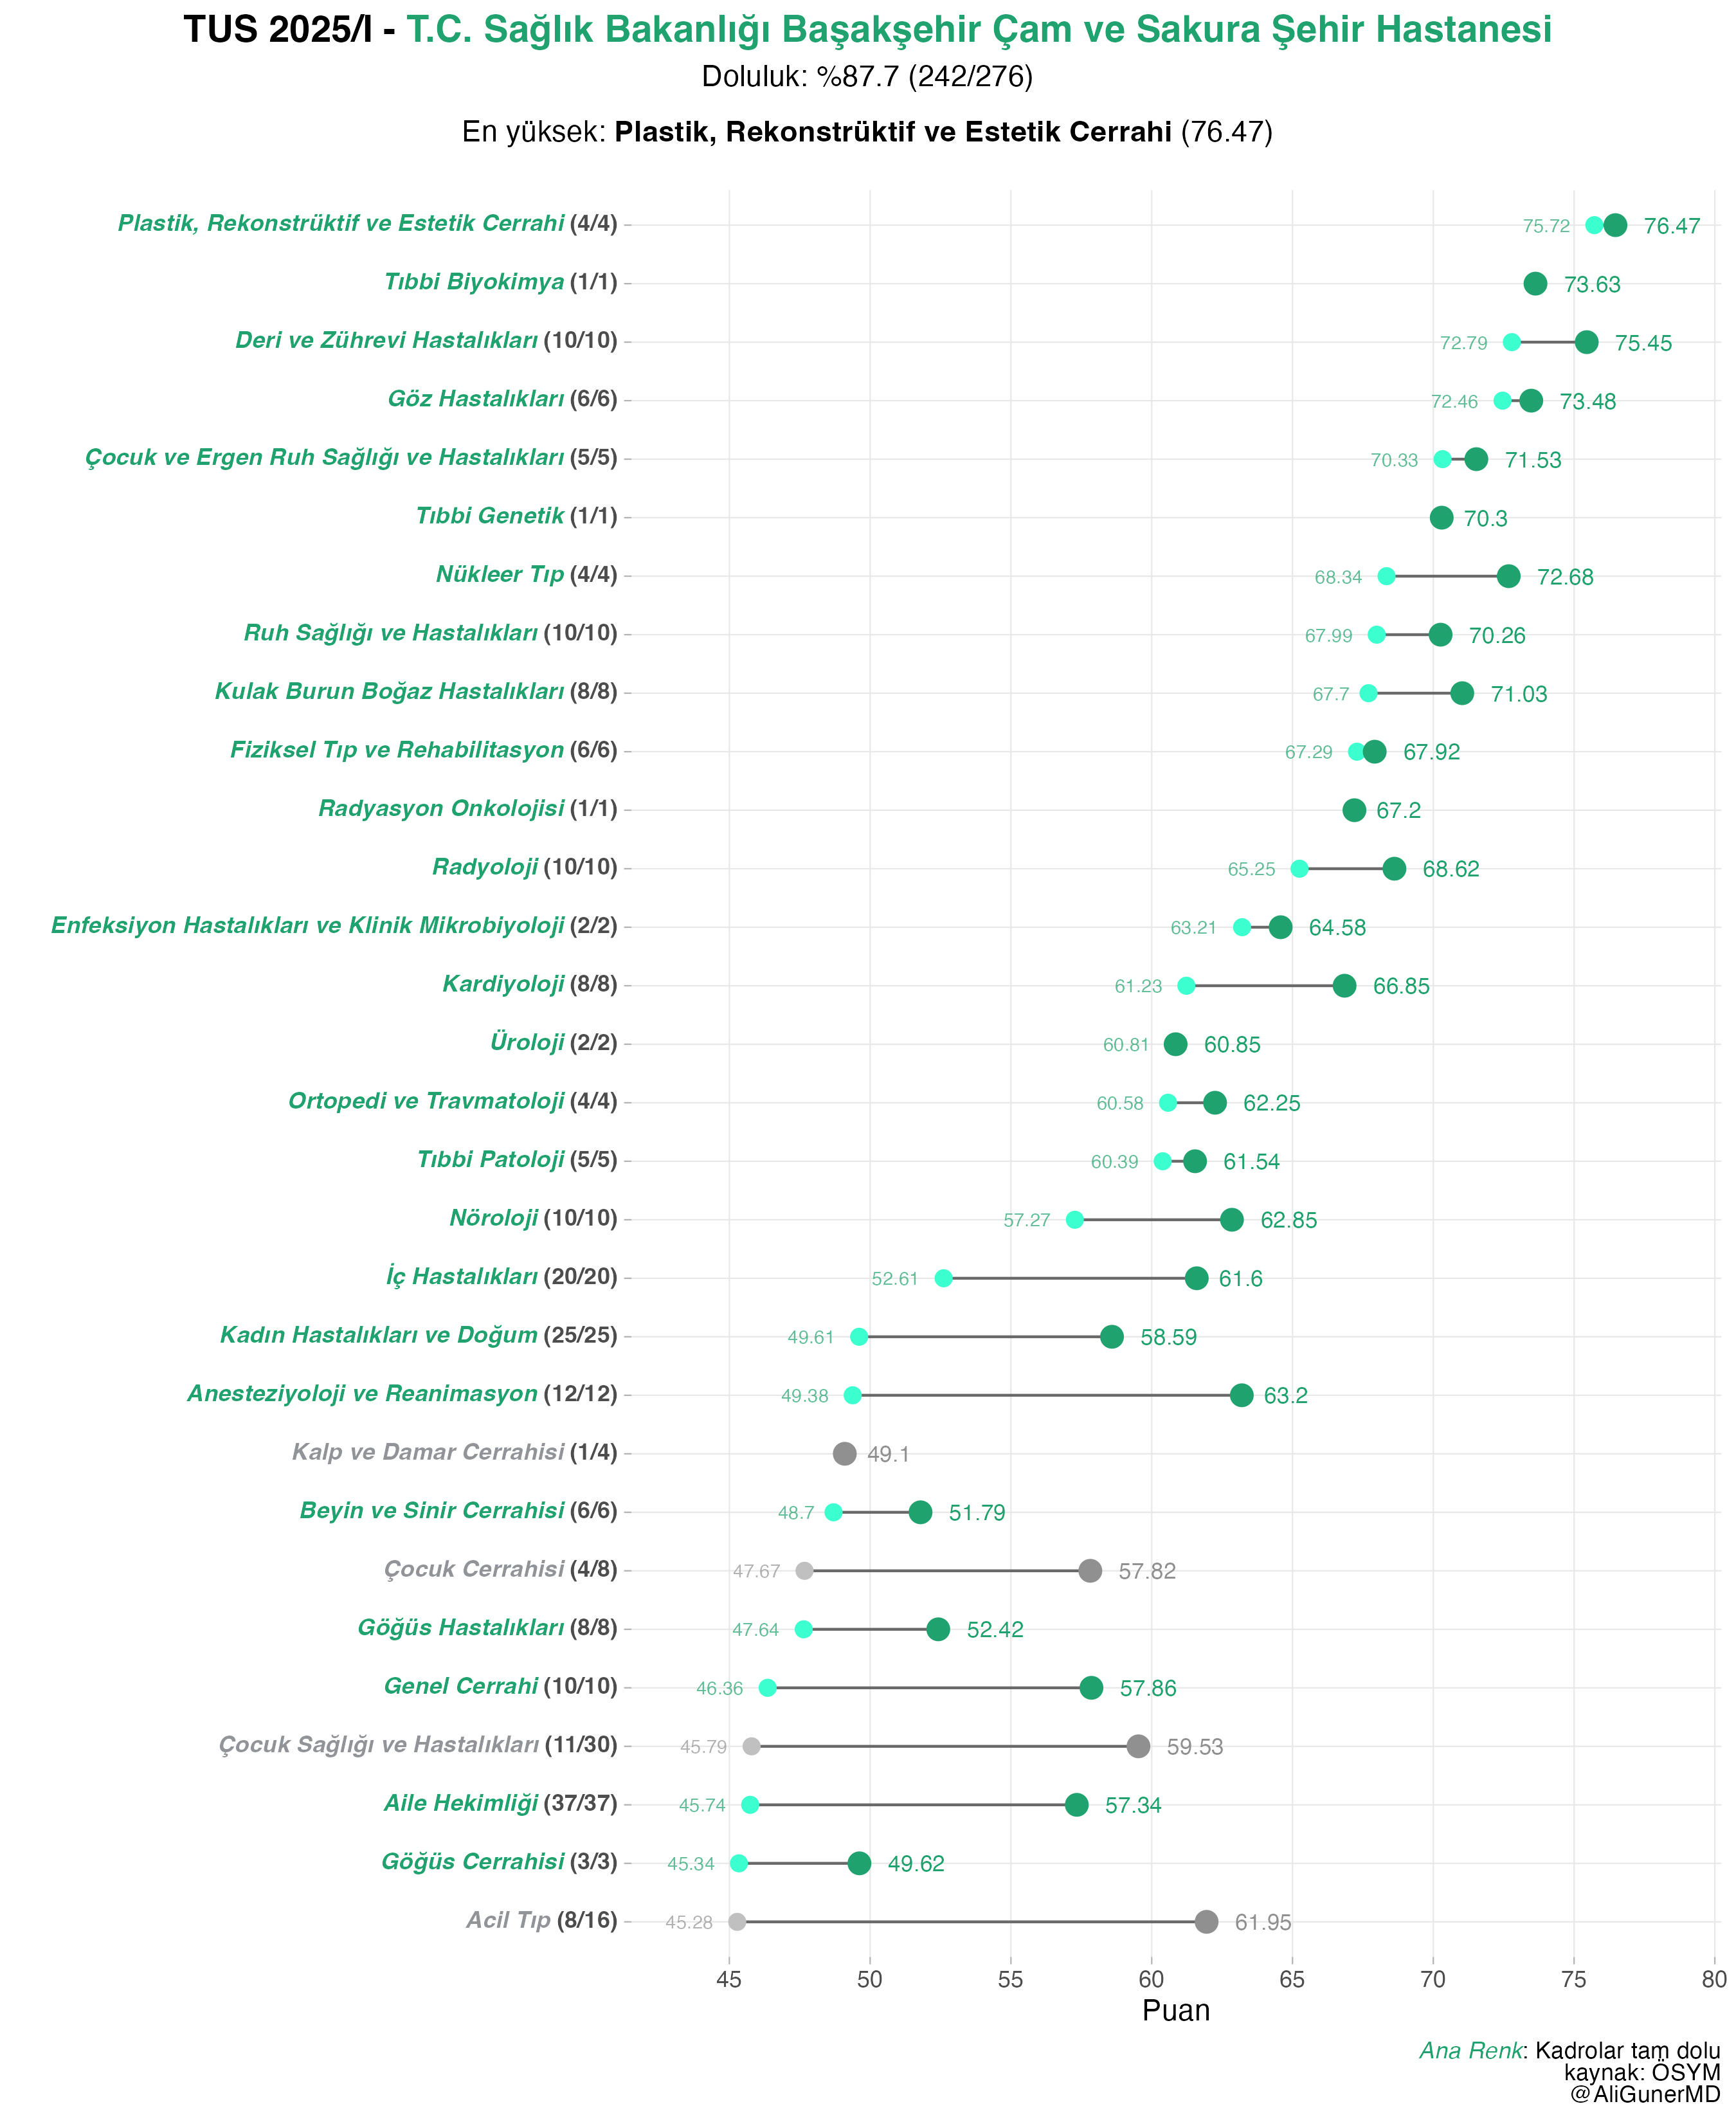 TUS 2025/I - T.C. Sağlık Bakanlığı Başakşehir Çam ve Sakura Şehir Hastanesi
Doluluk: %87.7 (242/276)
En yüksek: Plastik, Rekonstrüktif ve Estetik Cerrahi (76.47)
Plastik, Rekonstrüktif ve Estetik Cerrahi (4/4) 75.72 76.47
Tıbbi Biyokimya (1/1) 73.63
Deri ve Zührevi Hastalıkları (10/10) 72.79 75.45
Göz Hastalıkları (6/6) 72.46 73.48
Çocuk ve Ergen Ruh Sağlığı ve Hastalıkları (5/5) 70.33 71.53
Tıbbi Genetik (1/1) 70.3
Nükleer Tıp (4/4) 68.34 72.68
Ruh Sağlığı ve Hastalıkları (10/10) 67.99 70.26
Kulak Burun Boğaz Hastalıkları (8/8) 67.7 71.03
Fiziksel Tıp ve Rehabilitasyon (6/6) 67.29 67.92
Radyasyon Onkolojisi (1/1) 67.2
Radyoloji (10/10) 65.25 68.62
Enfeksiyon Hastalıkları ve Klinik Mikrobiyoloji (2/2) 63.21 64.58
Kardiyoloji (8/8) 61.23 66.85
Üroloji (2/2) 60.81 60.85
Ortopedi ve Travmatoloji (4/4) 60.58 62.25
Tıbbi Patoloji (5/5) 60.39 61.54
Nöroloji (10/10) 57.27 62.85
İç Hastalıkları (20/20) 52.61 61.6
Kadın Hastalıkları ve Doğum (25/25) 49.61 58.59
Anesteziyoloji ve Reanimasyon (12/12) 49.38 63.2
Kalp ve Damar Cerrahisi (1/4) 49.1
Beyin ve Sinir Cerrahisi (6/6) 48.7 51.79
Çocuk Cerrahisi (4/8) 47.67 57.82
Göğüs Hastalıkları (8/8) 47.64 52.42
Genel Cerrahi (10/10) 46.36 57.86
Çocuk Sağlığı ve Hastalıkları (11/30) 45.79 59.53
Aile Hekimliği (37/37) 45.74 57.34
Göğüs Cerrahisi (3/3) 45.34 49.62
Acil Tıp (8/16) 45.28 61.95
45 50 55 60 65 70 75 80
Puan
Ana Renk: Kadrolar tam dolu
kaynak: ÖSYM
@AliGunerMD